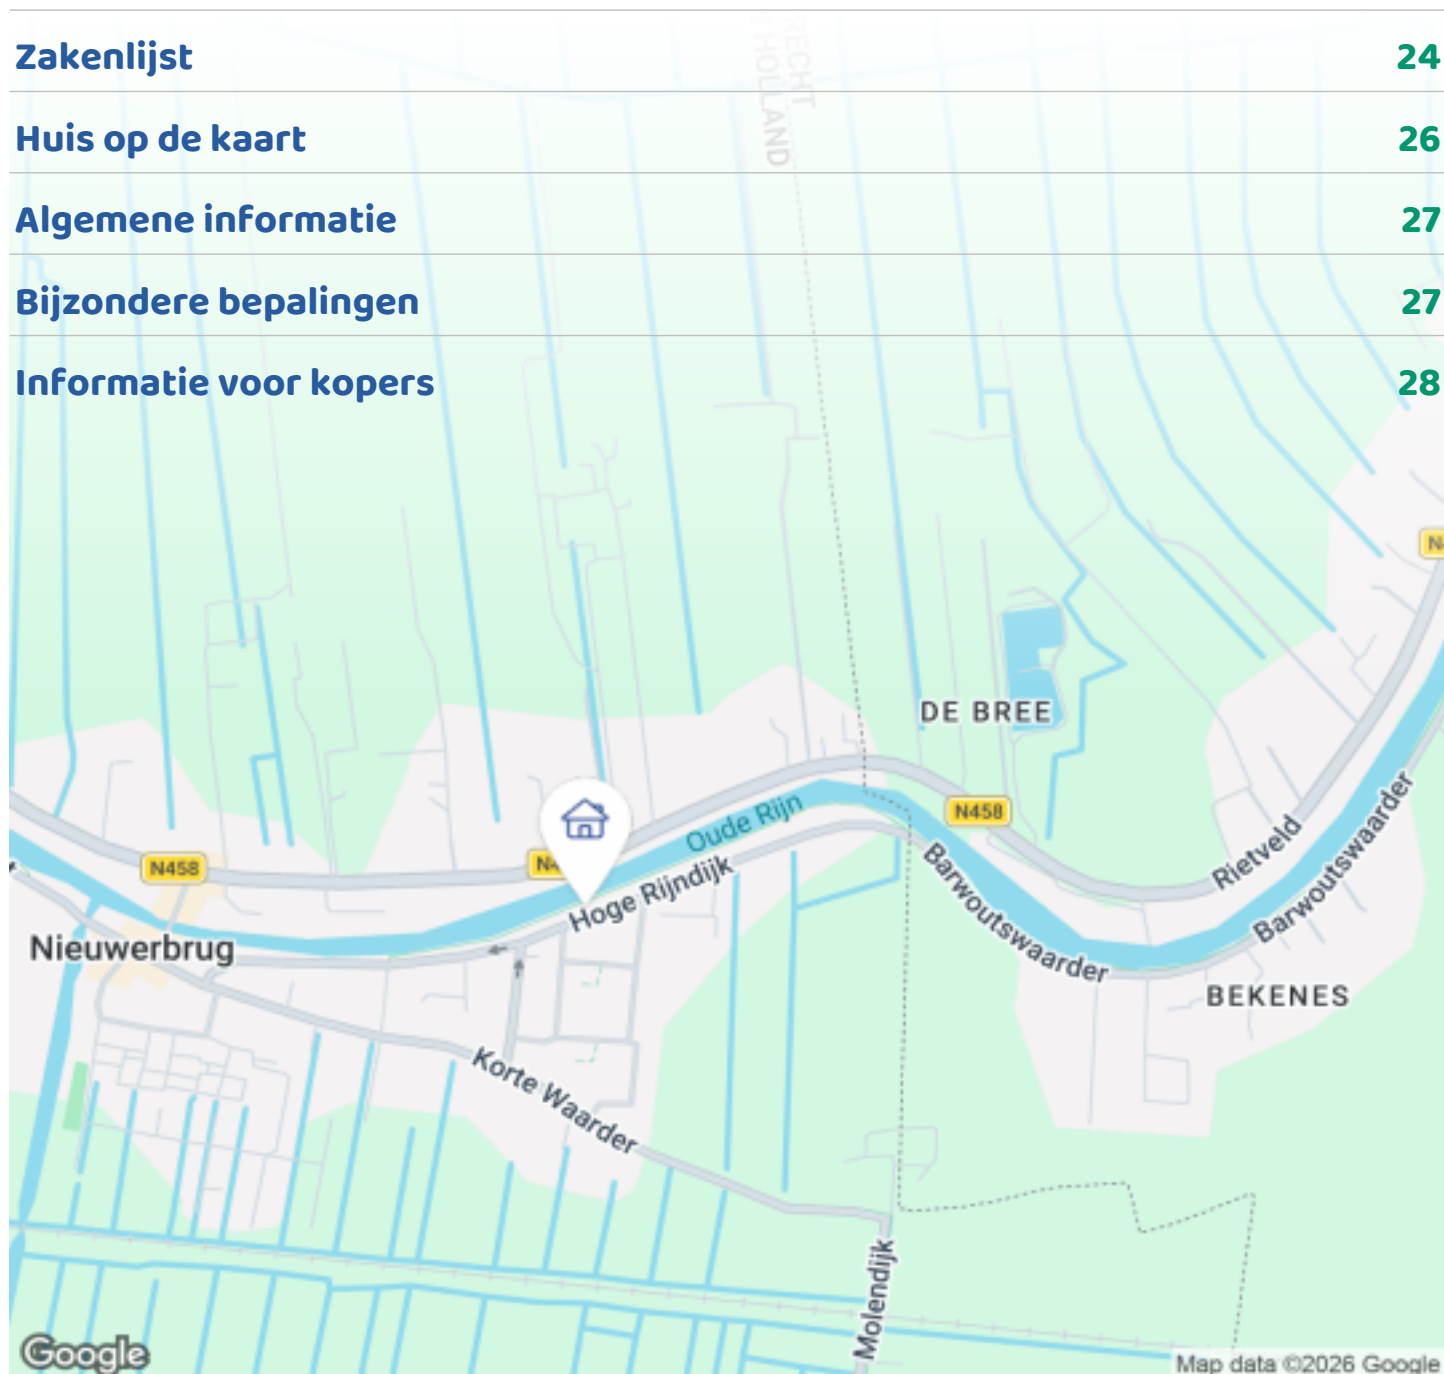 Zakenlijst 24
Huis op de kaart 26
Algemene informatie 27
Bijzondere bepalingen 27
Informatie voor kopers 28
RECHT
HOLLAND
N4
DE BREE
N458
Oude Rijn
N4
N458
Hoge Rijndijk
Rietveld
Barwoutswaarder
Barwoutswaarder
Nieuwerbrug
BEKENES
Korte Waarder
Molendijk
Google
Map data ©2026 Google